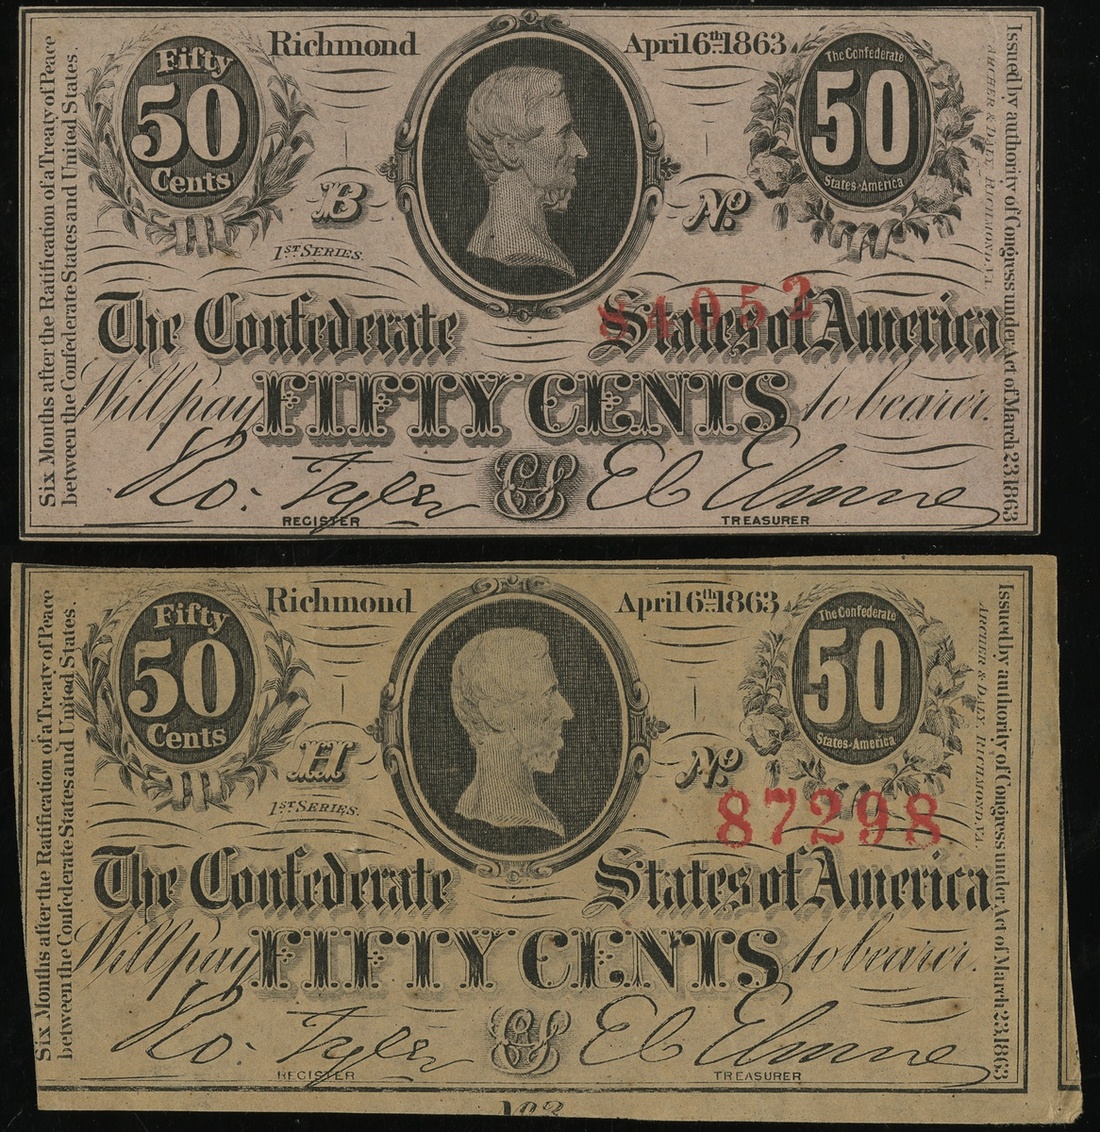 Six Months after the Ratification of a Treaty of Peace
between the Confederate States and United States.
Fifty
50
Cents
Richmond
April 6th 1863
The Confederate
50
States of America
B
No.
1ST SERIES.
84052
The Confederate States of America
Will pay FIFTY CENTS to bearer.
Ro: Tyler
REGISTER
CS
El Elmore
TREASURER
ARCHER & DALY, RICHMOND, VA.
Issued by authority of Congress under Act of March 23 1863
Six Months after the Ratification of a Treaty of Peace
between the Confederate States and United States.
Fifty
50
Cents
Richmond
April 6th 1863
The Confederate
50
States of America
H
No.
1ST SERIES.
87298
The Confederate States of America
Will pay FIFTY CENTS to bearer.
Ro: Tyler
REGISTER
CS
El Elmore
TREASURER
ARCHER & DALY, RICHMOND, VA.
Issued by authority of Congress under Act of March 23 1863